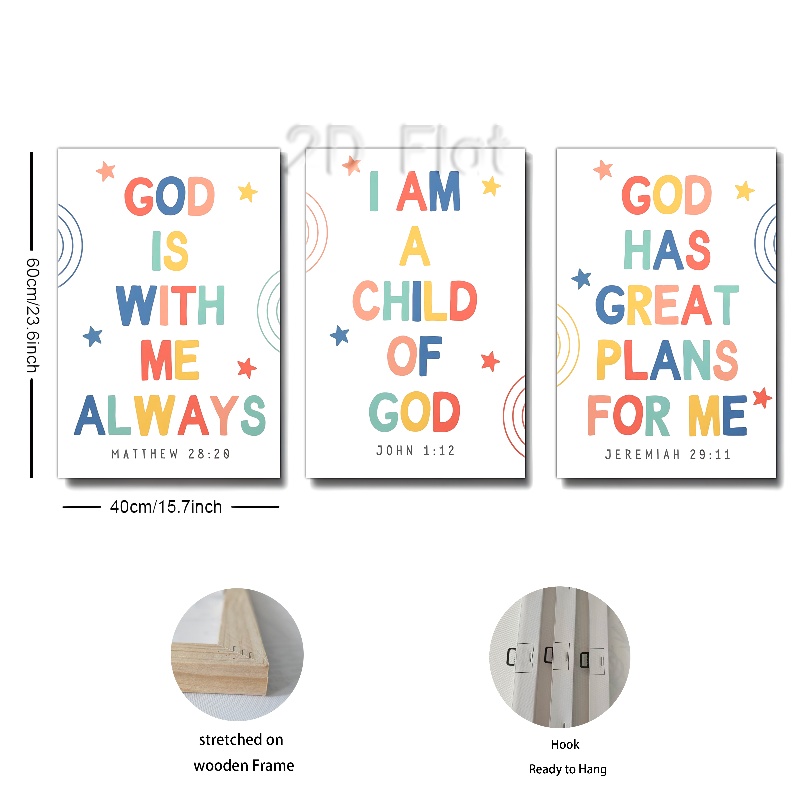 2D Flat
GOD
IS
WITH
ME
ALWAYS
MATTHEW 28:20
I AM
A
CHILD
OF
GOD
JOHN 1:12
GOD
HAS
GREAT
PLANS
FOR ME
JEREMIAH 29:11
60cm/23.6inch
40cm/15.7inch
stretched on
wooden Frame
Hook
Ready to Hang